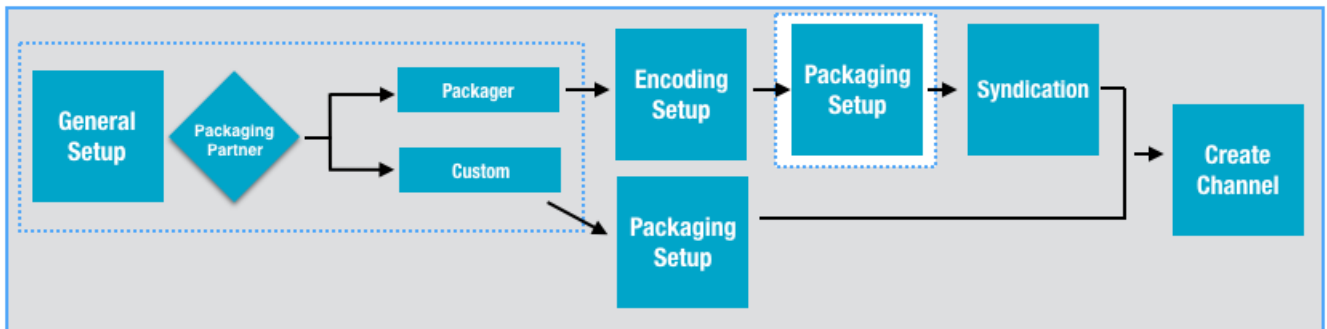 General
Setup
Packaging
Partner
Packager
Custom
Encoding
Setup
Packaging
Setup
Packaging
Setup
Syndication
Create
Channel